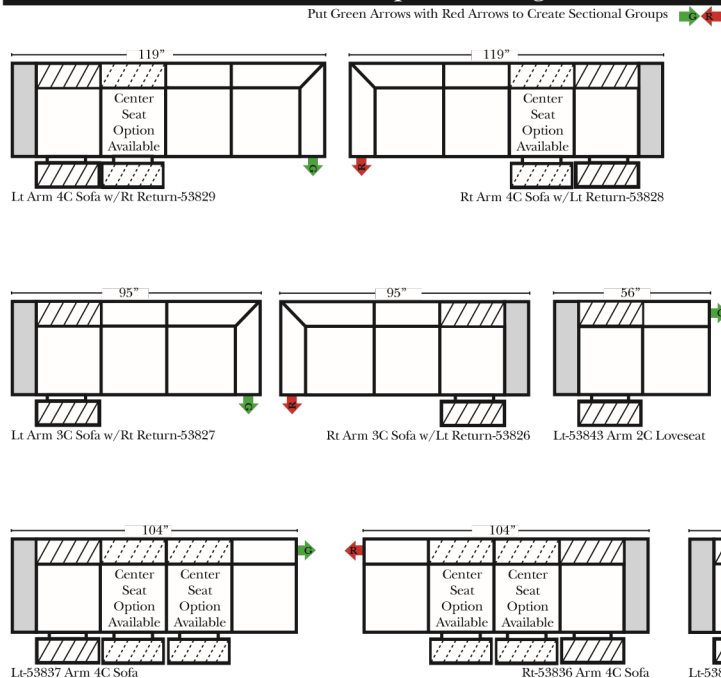 Put Green Arrows with Red Arrows to Create Sectional Groups G R
119” 119”
Center Center
Seat Seat
Option Option
Available Available
G R
Lt Arm 4C Sofa w/Rt Return-53829 Rt Arm 4C Sofa w/Lt Return-53828
95” 95” 56”
G
G R
Lt Arm 3C Sofa w/Rt Return-53827 Rt Arm 3C Sofa w/Lt Return-53826 Lt-53843 Arm 2C Loveseat
104” 104”
G R
Center Center Center Center
Seat Seat Seat Seat
Option Option Option Option
Available Available Available Available
Lt-53837 Arm 4C Sofa Rt-53836 Arm 4C Sofa